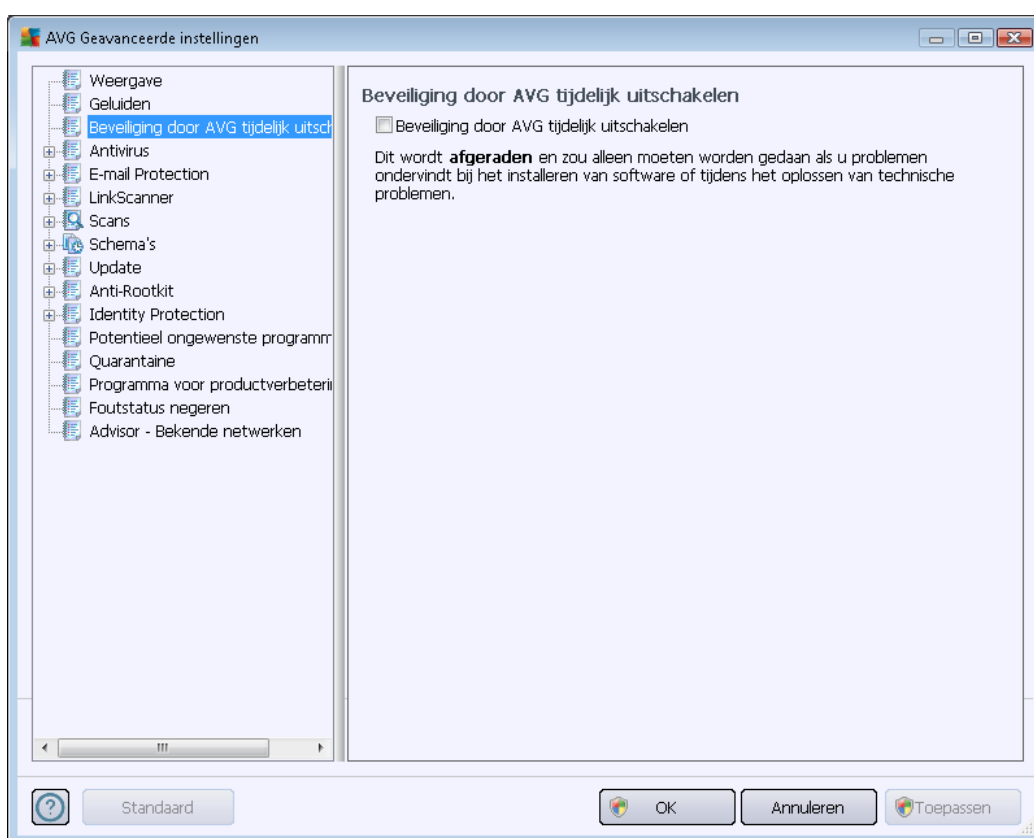 AVG Geavanceerde instellingen
Weergave
Geluiden
Beveiliging door AVG tijdelijk uitsch
Antivirus
E-mail Protection
LinkScanner
Scans
Schema's
Update
Anti-Rootkit
Identity Protection
Potentieel ongewenste programm
Quarantaine
Programma voor productverbeteri
Foutstatus negeren
Advisor - Bekende netwerken
Beveiliging door AVG tijdelijk uitschakelen
Beveiliging door AVG tijdelijk uitschakelen
Dit wordt afgeraden en zou alleen moeten worden gedaan als u problemen
ondervindt bij het installeren van software of tijdens het oplossen van technische
problemen.
Standaard
OK
Annuleren
Toepassen